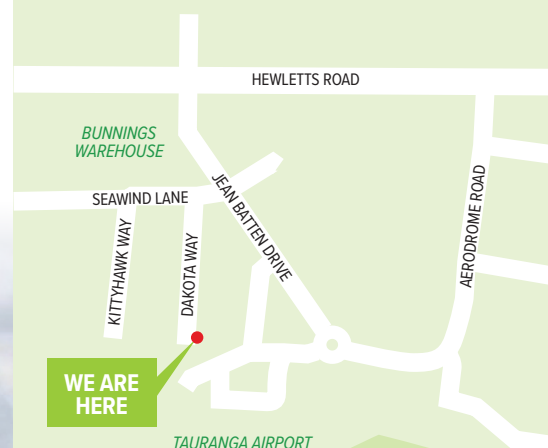 HEWLETTS ROAD
BUNNINGS
WAREHOUSE
SEAWIND LANE
JEAN BATTEN DRIVE
KITTYHAWK WAY
DAKOTA WAY
AERODROME ROAD
WE ARE
HERE
TAURANGA AIRPORT